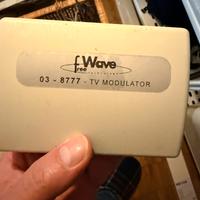 free Wave
03 - 8777 - TV MODULATOR